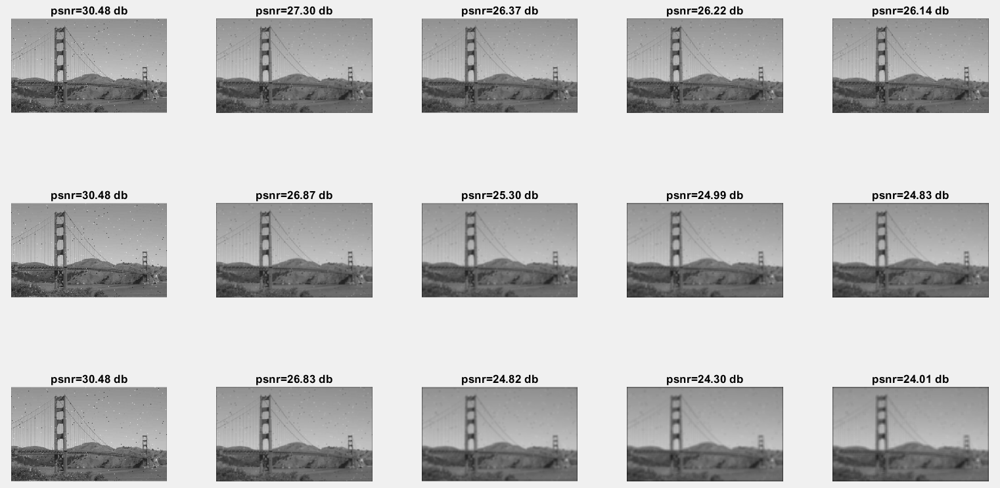 psnr=30.48 db
psnr=27.30 db
psnr=26.37 db
psnr=26.22 db
psnr=26.14 db
psnr=30.48 db
psnr=26.87 db
psnr=25.30 db
psnr=24.99 db
psnr=24.83 db
psnr=30.48 db
psnr=26.83 db
psnr=24.82 db
psnr=24.30 db
psnr=24.01 db